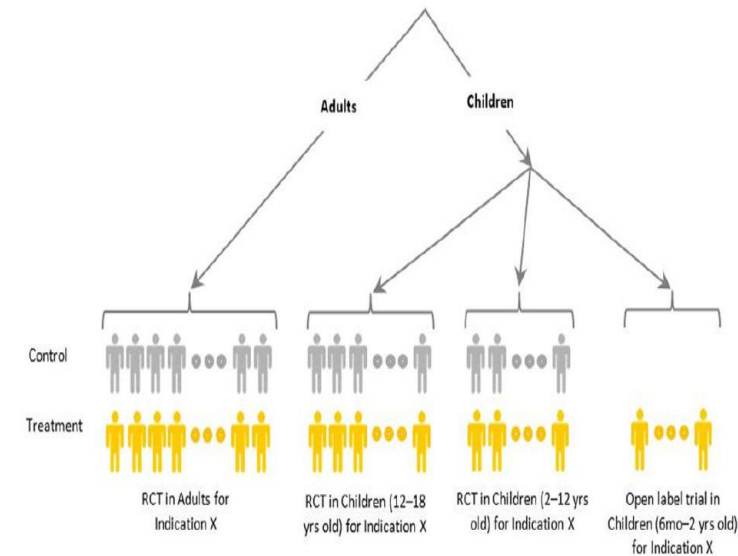 Adults
Children
Control
Treatment
RCT in Adults for
Indication X
RCT in Children (12–18
yrs old) for Indication X
RCT in Children (2–12 yrs
old) for Indication X
Open label trial in
Children (6mo–2 yrs old)
for Indication X